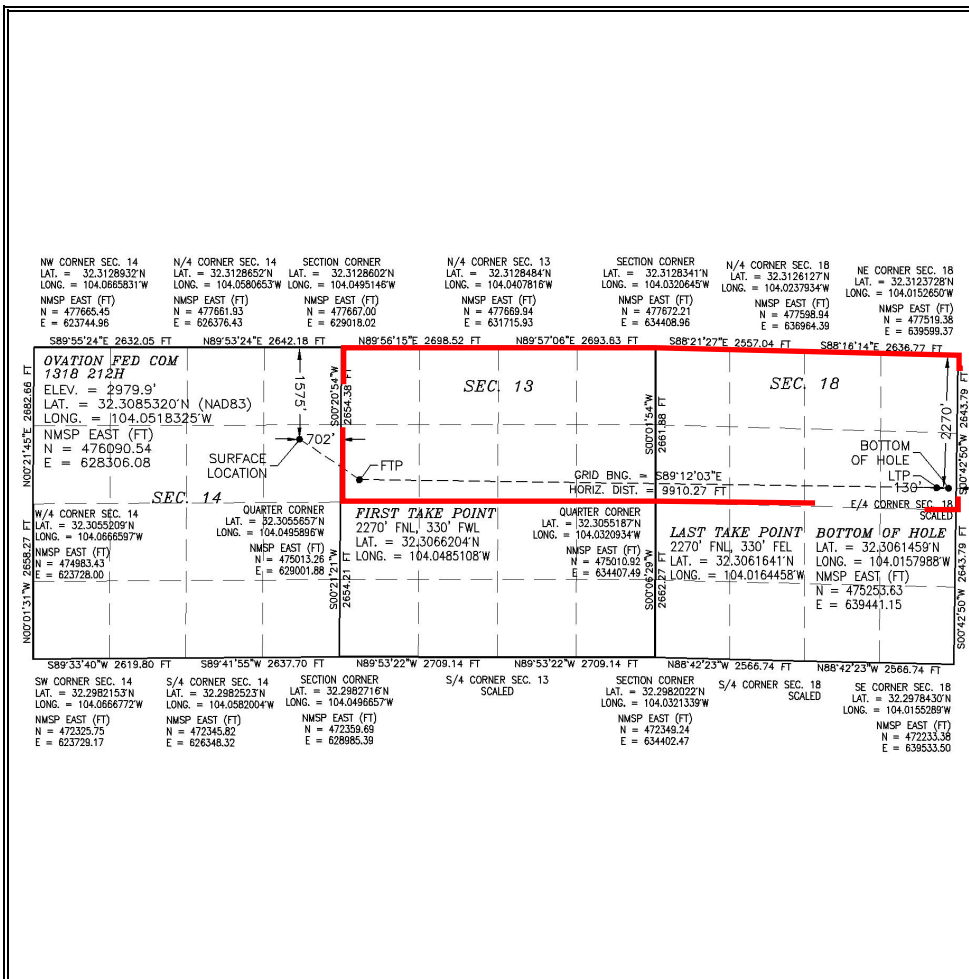 NW CORNER SEC. 14
LAT. = 32.3128932°N
LONG. = 104.0665831°W
NMSP EAST (FT)
N = 477665.45
E = 623744.96
N/4 CORNER SEC. 14
LAT. = 32.3128652°N
LONG. = 104.0580653°W
NMSP EAST (FT)
N = 477661.93
E = 626376.43
SECTION CORNER
LAT. = 32.3128602°N
LONG. = 104.0495146°W
NMSP EAST (FT)
N = 477667.00
E = 629018.02
N/4 CORNER SEC. 13
LAT. = 32.3128484°N
LONG. = 104.0407816°W
NMSP EAST (FT)
N = 477669.94
E = 631715.93
SECTION CORNER
LAT. = 32.3128341°N
LONG. = 104.0320645°W
NMSP EAST (FT)
N = 477672.21
E = 634408.96
N/4 CORNER SEC. 18
LAT. = 32.3126127°N
LONG. = 104.0237934°W
NMSP EAST (FT)
N = 477598.94
E = 636964.39
NE CORNER SEC. 18
LAT. = 32.3123728°N
LONG. = 104.0152650°W
NMSP EAST (FT)
N = 477519.38
E = 639599.37
S89°55'24"E 2632.05 FT
N89°53'24"E 2642.18 FT
N89°56'15"E 2698.52 FT
N89°57'06"E 2693.63 FT
S88°21'27"E 2557.04 FT
S88°16'14"E 2636.77 FT
OVATION FED COM
1318 212H
ELEV. = 2979.9'
LAT. = 32.3085320°N (NAD83)
LONG. = 104.0518325°W
NMSP EAST (FT)
N = 476090.54
E = 628306.08
N00°21'45"E 2682.66 FT
1575'
702'
SURFACE
LOCATION
S00°20'54"W
2654.38 FT
SEC. 13
SEC. 18
S00°01'54"W
2661.88 FT
2270'
S00°42'50"W 2643.79 FT
FTP
GRID BNG. = S89°12'03"E
HORIZ. DIST. = 9910.27 FT
BOTTOM
OF HOLE
LTP
130'
SEC. 14
E/4 CORNER SEC. 18
SCALED
W/4 CORNER SEC. 14
LAT. = 32.3055209°N
LONG. = 104.0666597°W
NMSP EAST (FT)
N = 474983.43
E = 623728.00
QUARTER CORNER
LAT. = 32.3055657°N
LONG. = 104.0495896°W
NMSP EAST (FT)
N = 475013.26
E = 629001.88
FIRST TAKE POINT
2270' FNL, 330' FWL
LAT. = 32.3066204°N
LONG. = 104.0485108°W
QUARTER CORNER
LAT. = 32.3055187°N
LONG. = 104.0320934°W
NMSP EAST (FT)
N = 475010.92
E = 634407.49
LAST TAKE POINT
2270' FNL, 330' FEL
LAT. = 32.3061641°N
LONG. = 104.0164458°W
BOTTOM OF HOLE
LAT. = 32.3061459°N
LONG. = 104.0157988°W
NMSP EAST (FT)
N = 475253.63
E = 639441.15
N00°01'31"W 2658.27 FT
S00°21'21"W
2654.21 FT
S00°06'29"W
2662.27 FT
S00°42'50"W 2643.79 FT
S89°33'40"W 2619.80 FT
S89°41'55"W 2637.70 FT
N89°53'22"W 2709.14 FT
N89°53'22"W 2709.14 FT
N88°42'23"W 2566.74 FT
N88°42'23"W 2566.74 FT
SW CORNER SEC. 14
LAT. = 32.2982153°N
LONG. = 104.0666772°W
NMSP EAST (FT)
N = 472325.75
E = 623729.17
S/4 CORNER SEC. 14
LAT. = 32.2982523°N
LONG. = 104.0582004°W
NMSP EAST (FT)
N = 472345.82
E = 626348.32
SECTION CORNER
LAT. = 32.2982716°N
LONG. = 104.0496657°W
NMSP EAST (FT)
N = 472359.69
E = 628985.39
S/4 CORNER SEC. 13
SCALED
SECTION CORNER
LAT. = 32.2982022°N
LONG. = 104.0321339°W
NMSP EAST (FT)
N = 472349.24
E = 634402.47
S/4 CORNER SEC. 18
SCALED
SE CORNER SEC. 18
LAT. = 32.2978430°N
LONG. = 104.0155289°W
NMSP EAST (FT)
N = 472233.38
E = 639533.50